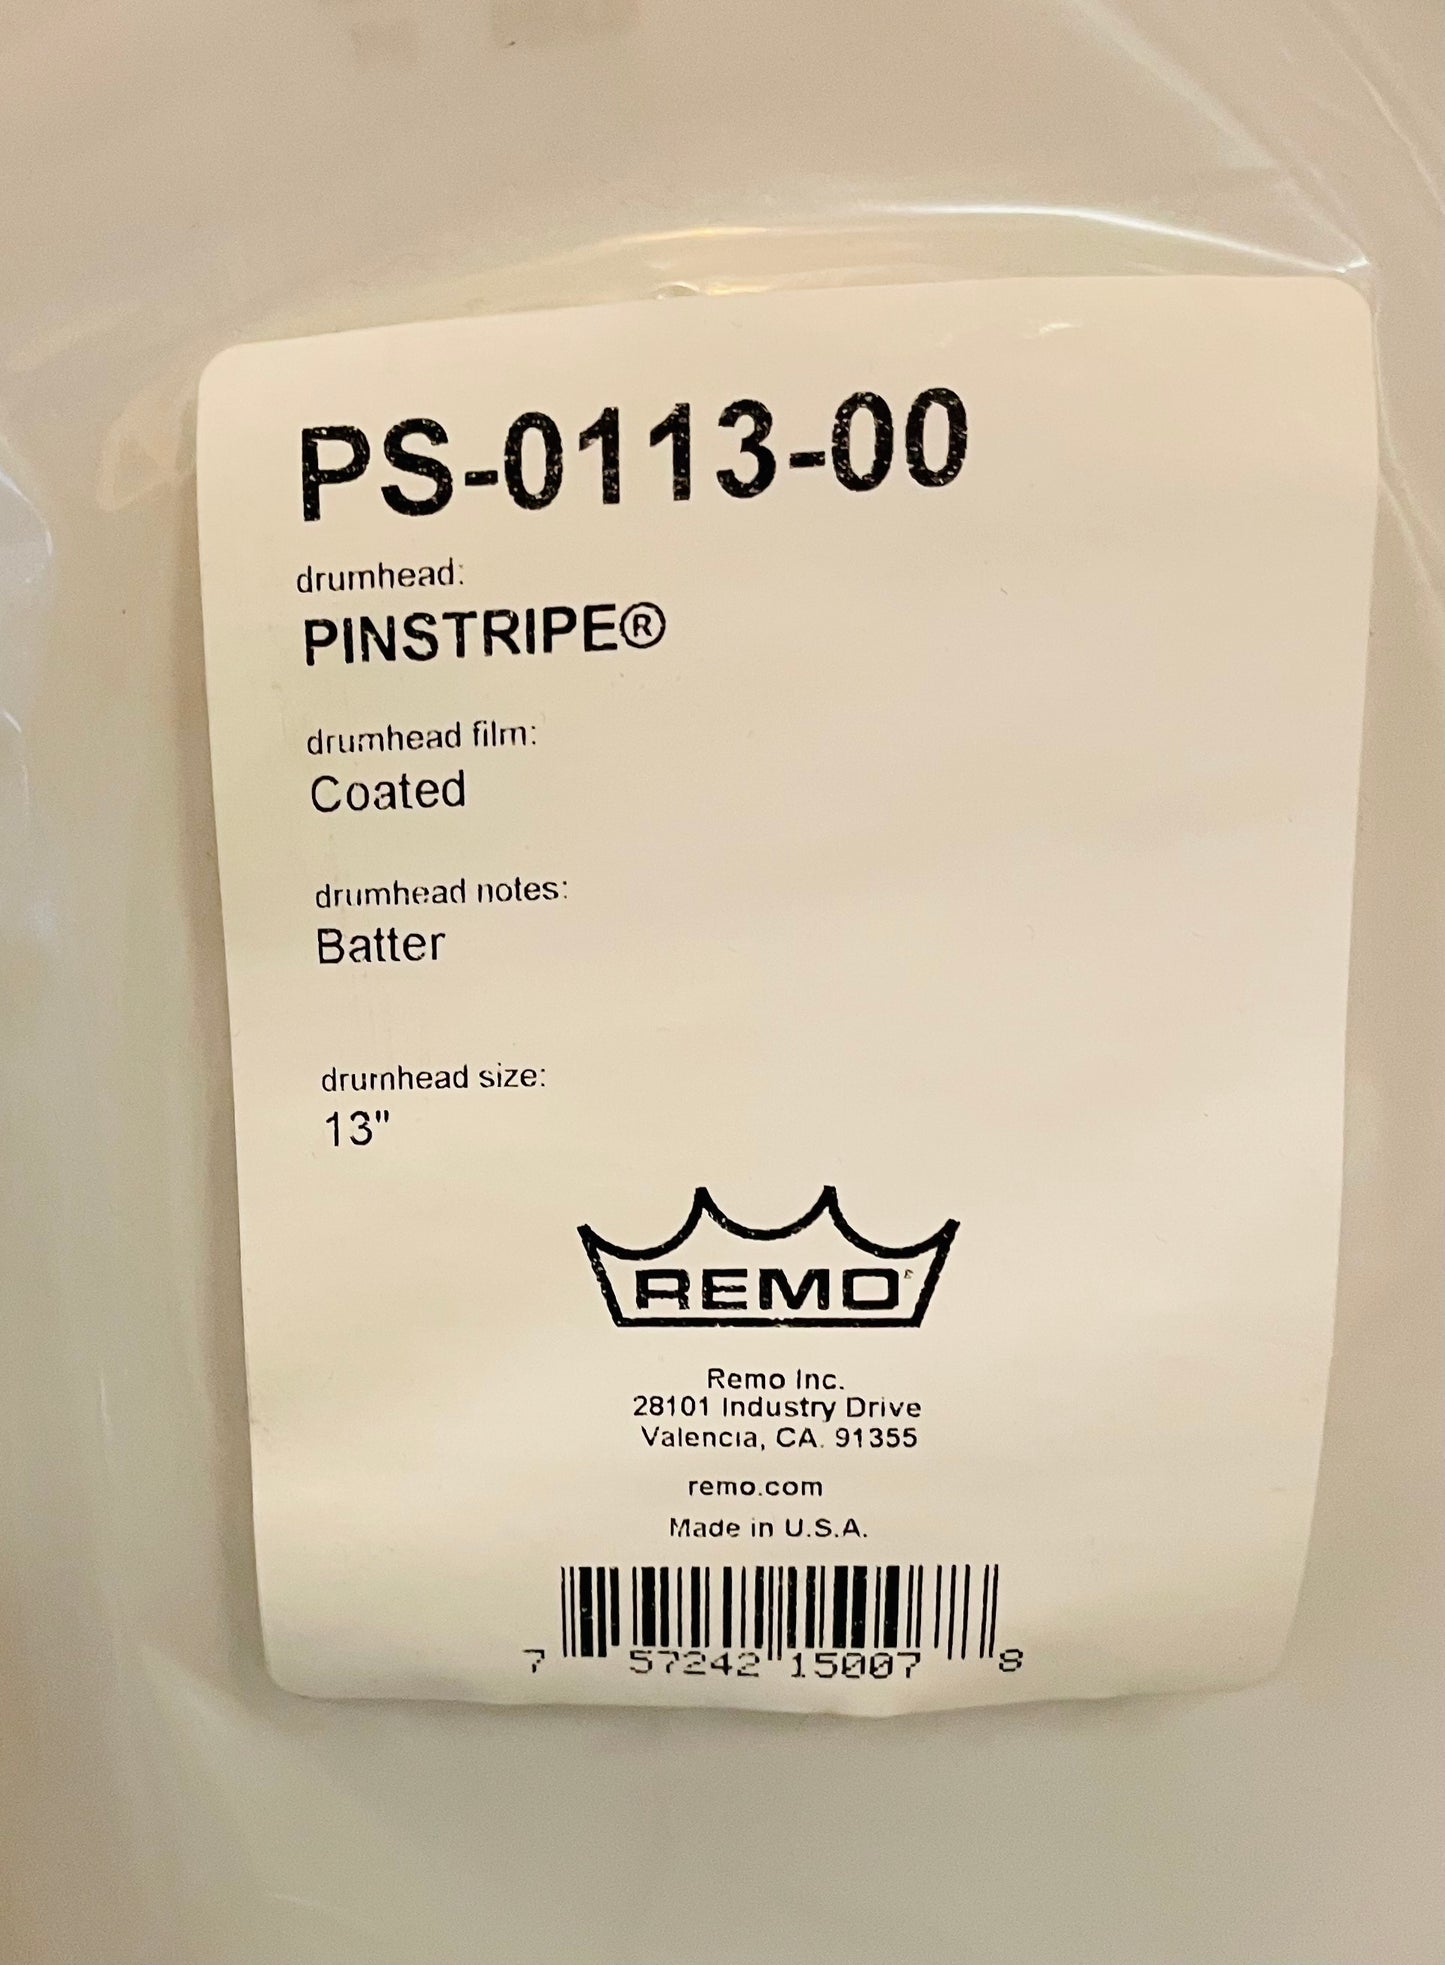 PS-0113-00
drumhead:
PINSTRIPE®
drumhead film:
Coated
drumhead notes:
Batter
drumhead size:
13"
REMO
Remo Inc.
28101 Industry Drive
Valencia, CA. 91355
remo.com
Made in U.S.A.
7 57242 15007 8